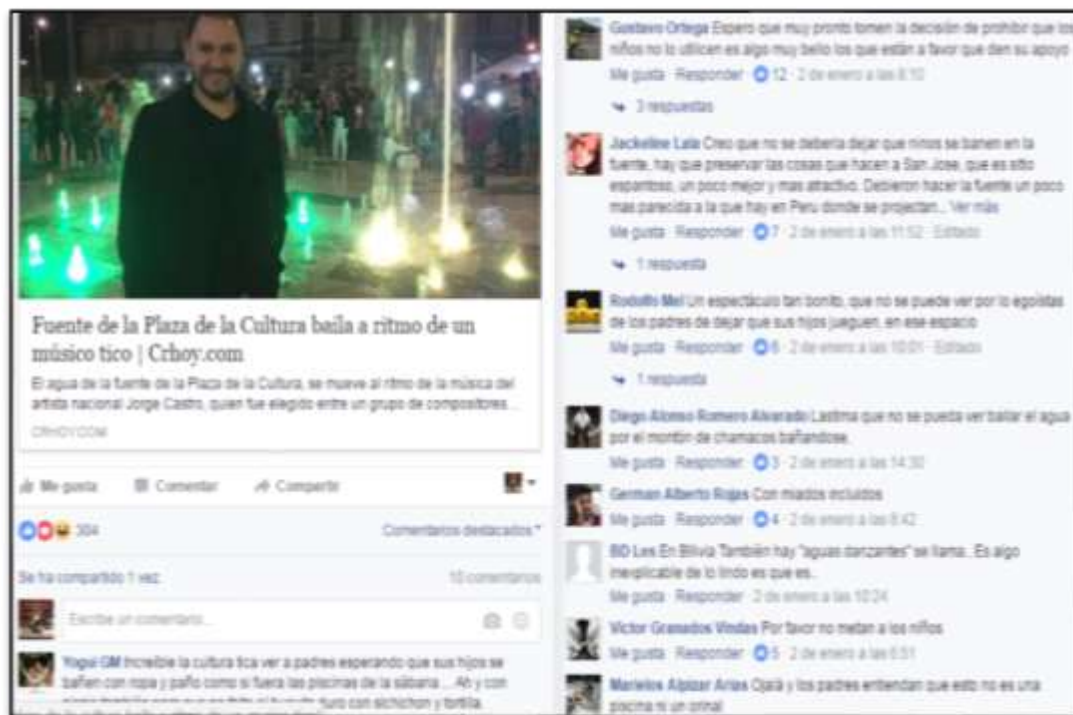 Fuente de la Plaza de la Cultura baila a ritmo de un
músico tico | Crhoy.com
El agua de la fuente de la Plaza de la Cultura, se mueve al ritmo de la música del
artista nacional Jorge Castro, quien fue elegido entre un grupo de compositores ...
CRHOY.COM
Me gusta Comentar Compartir
304 Comentarios destacados
Se ha compartido 1 vez 10 comentarios
Escribe un comentario...
Yogui GM Increíble la cultura tica ver a padres esperando que sus hijos se
bañen con ropa y paño como si fuera las piscinas de la sábana ... Ah y con
duro con sichichon y tortilla.
Gustavo Ortega Espero que muy pronto tomen la decisión de prohibir que los
niños no lo utilicen es algo muy bello los que están a favor que den su apoyo
Me gusta · Responder · 12 · 2 de enero a las 8:10
3 respuestas
Jackeline Lala Creo que no se deberia dejar que ninos se banen en la
fuente, hay que preservar las cosas que hacen a San Jose, que es sitio
espantoso, un poco mejor y mas attactivo. Debieron hacer la fuente un poco
mas parecida a la que hay en Peru donde se projectan... Ver más
Me gusta · Responder · 7 · 2 de enero a las 11:52 · Editado
1 respuesta
Rodolfo Mel Un espectáculo tan bonito, que no se puede ver por lo egoístas
de los padres de dejar que sus hijos jueguen, en ese espacio
Me gusta · Responder · 6 · 2 de enero a las 10:01 · Editado
1 respuesta
Diego Alonso Romero Alvarado Lastima que no se pueda ver bailar el agua
por el montón de chamacos bañandose.
Me gusta · Responder · 3 · 2 de enero a las 14:30
German Alberto Rojas Con miados incluidos
Me gusta · Responder · 4 · 2 de enero a las 8:42
BD Les En Bilivia También hay "aguas danzantes" se llama.. Es algo
inexplicable de lo lindo es que es..
Me gusta · Responder · 2 de enero a las 10:24
Victor Granados Vindas Por favor no metan a los niños
Me gusta · Responder · 5 · 2 de enero a las 6:51
Marielos Alpizar Arias Ojalá y los padres entiendan que esto no es una
piscina ni un orinal